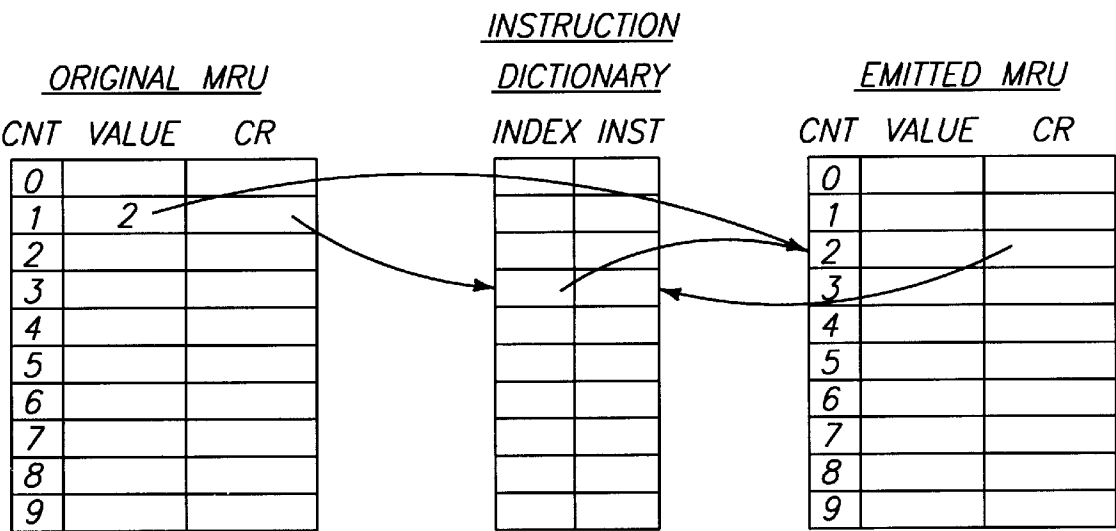 INSTRUCTION
ORIGINAL MRU DICTIONARY EMITTED MRU
CNT VALUE CR INDEX INST CNT VALUE CR
0 0
1 2 1
2 2
3 3
4 4
5 5
6 6
7 7
8 8
9 9